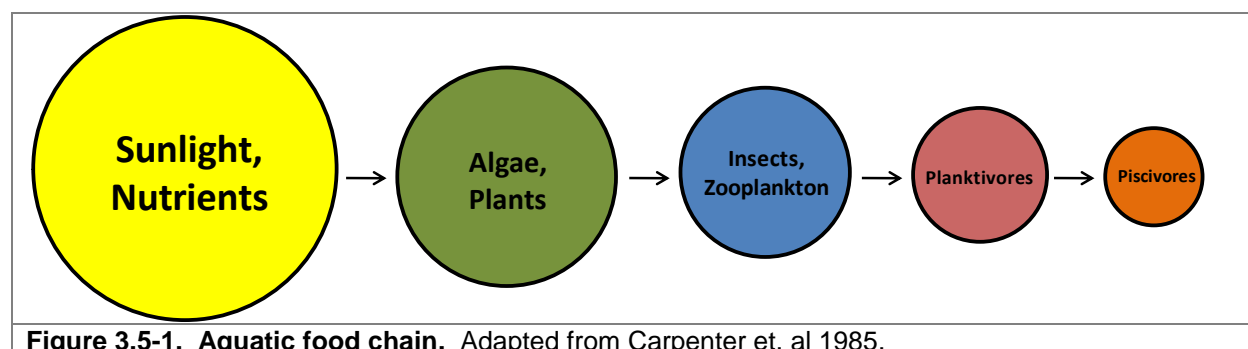 Sunlight,
Nutrients
Algae,
Plants
Insects,
Zooplankton
Planktivores
Piscivores
Figure 3.5-1.  Aquatic food chain.  Adapted from Carpenter et. al 1985.